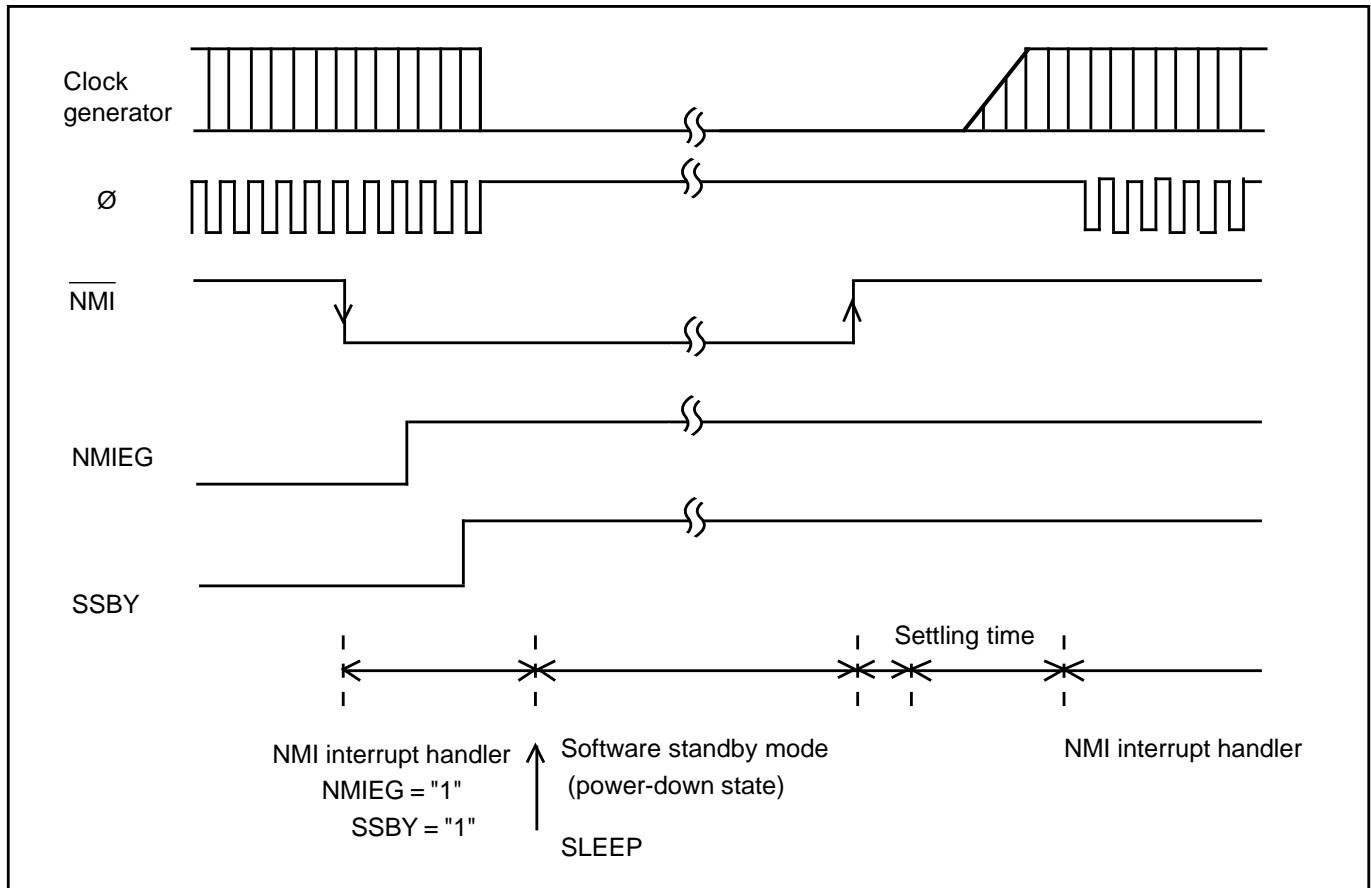 Clock
generator
Ø
NMI
NMIEG
SSBY
Settling time
NMI interrupt handler
NMIEG = "1"
SSBY = "1"
Software standby mode
(power-down state)
SLEEP
NMI interrupt handler